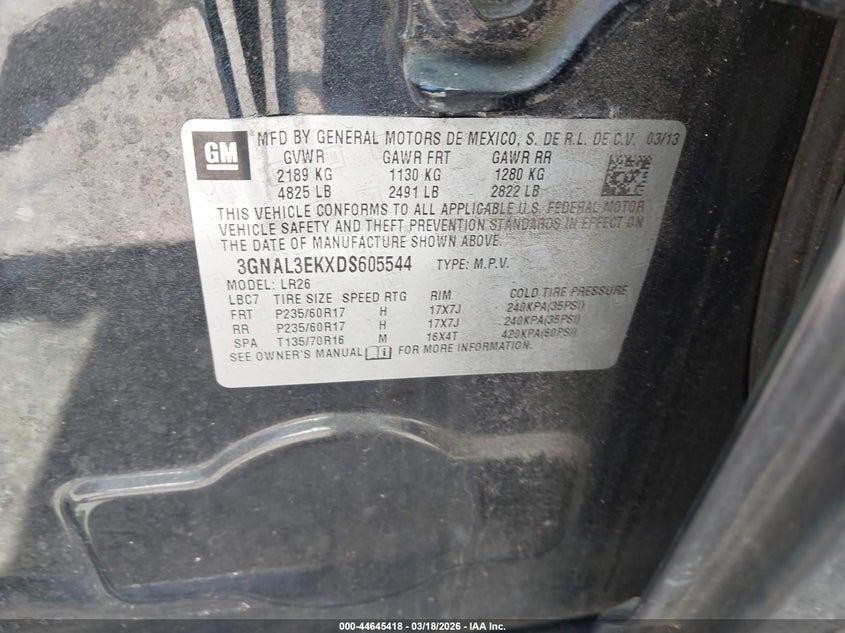 GM
MFD BY GENERAL MOTORS DE MEXICO, S. DE R.L. DE C.V. 03/13
GVWR GAWR FRT GAWR RR
2189 KG 1130 KG 1280 KG
4825 LB 2491 LB 2822 LB
THIS VEHICLE CONFORMS TO ALL APPLICABLE U.S. FEDERAL MOTOR
VEHICLE SAFETY AND THEFT PREVENTION STANDARDS IN EFFECT ON
THE DATE OF MANUFACTURE SHOWN ABOVE.
3GNAL3EKXDS605544 TYPE: M.P.V.
MODEL: LR26
LBC7 TIRE SIZE SPEED RTG RIM COLD TIRE PRESSURE
FRT P235/60R17 H 17X7J 240KPA(35PSI)
RR P235/60R17 H 17X7J 240KPA(35PSI)
SPA T135/70R16 M 16X4T 420KPA(60PSI)
SEE OWNER'S MANUAL FOR MORE INFORMATION.
000-44645418 — 03/18/2026 — IAA Inc.